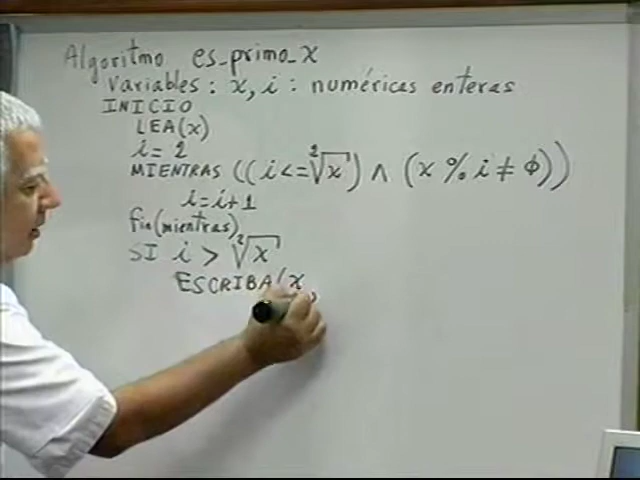 Algoritmo es_primo_x
Variables: x, i: numéricas enteras
INICIO
LEA(x)
i=2
MIENTRAS ((i<=²√x) ∧ (x % i ≠ ϕ))
i=i+1
fin(mientras)
SI i > ²√x
ESCRIBA(x,